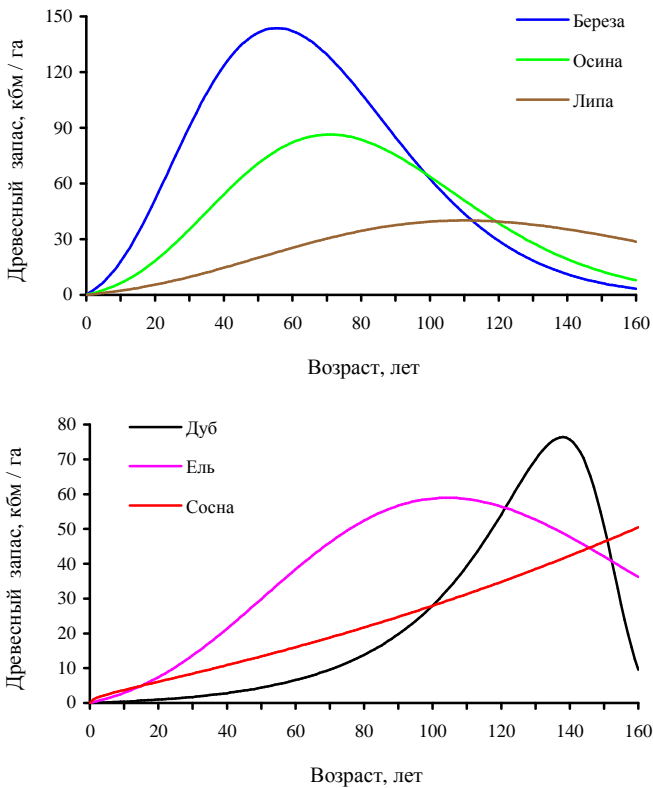 Древесный запас, кбм / га
150
120
90
60
30
0
Береза
Осина
Липа
0 20 40 60 80 100 120 140 160
Возраст, лет
Древесный запас, кбм / га
80
70
60
50
40
30
20
10
0
Дуб
Ель
Сосна
0 20 40 60 80 100 120 140 160
Возраст, лет